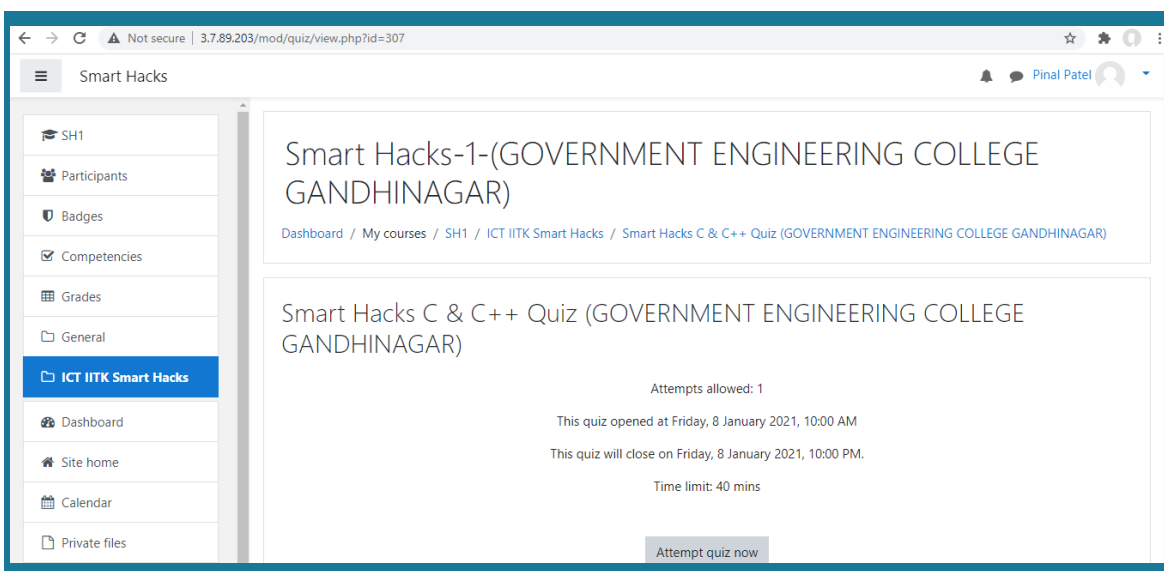 Not secure | 3.7.89.203/mod/quiz/view.php?id=307
Smart Hacks
Pinal Patel
SH1
Participants
Badges
Competencies
Grades
General
ICT IITK Smart Hacks
Dashboard
Site home
Calendar
Private files
Smart Hacks-1-(GOVERNMENT ENGINEERING COLLEGE
GANDHINAGAR)
Dashboard / My courses / SH1 / ICT IITK Smart Hacks / Smart Hacks C & C++ Quiz (GOVERNMENT ENGINEERING COLLEGE GANDHINAGAR)
Smart Hacks C & C++ Quiz (GOVERNMENT ENGINEERING COLLEGE
GANDHINAGAR)
Attempts allowed: 1
This quiz opened at Friday, 8 January 2021, 10:00 AM
This quiz will close on Friday, 8 January 2021, 10:00 PM.
Time limit: 40 mins
Attempt quiz now